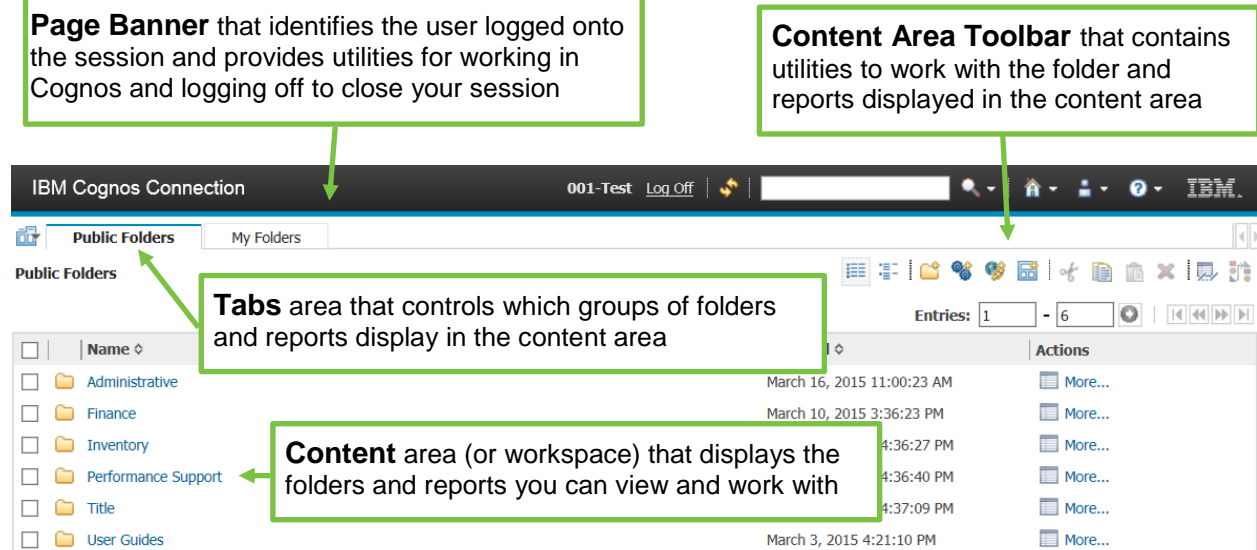 Page Banner that identifies the user logged onto
the session and provides utilities for working in
Cognos and logging off to close your session
Content Area Toolbar that contains
utilities to work with the folder and
reports displayed in the content area
IBM Cognos Connection
001-Test Log Off
IBM.
Public Folders
My Folders
Public Folders
Tabs area that controls which groups of folders
and reports display in the content area
Entries: 1 - 6
Name
Actions
Administrative March 16, 2015 11:00:23 AM More...
Finance March 10, 2015 3:36:23 PM More...
Inventory 4:36:27 PM More...
Content area (or workspace) that displays the
folders and reports you can view and work with
Performance Support 4:36:40 PM More...
Title 4:37:09 PM More...
User Guides March 3, 2015 4:21:10 PM More...